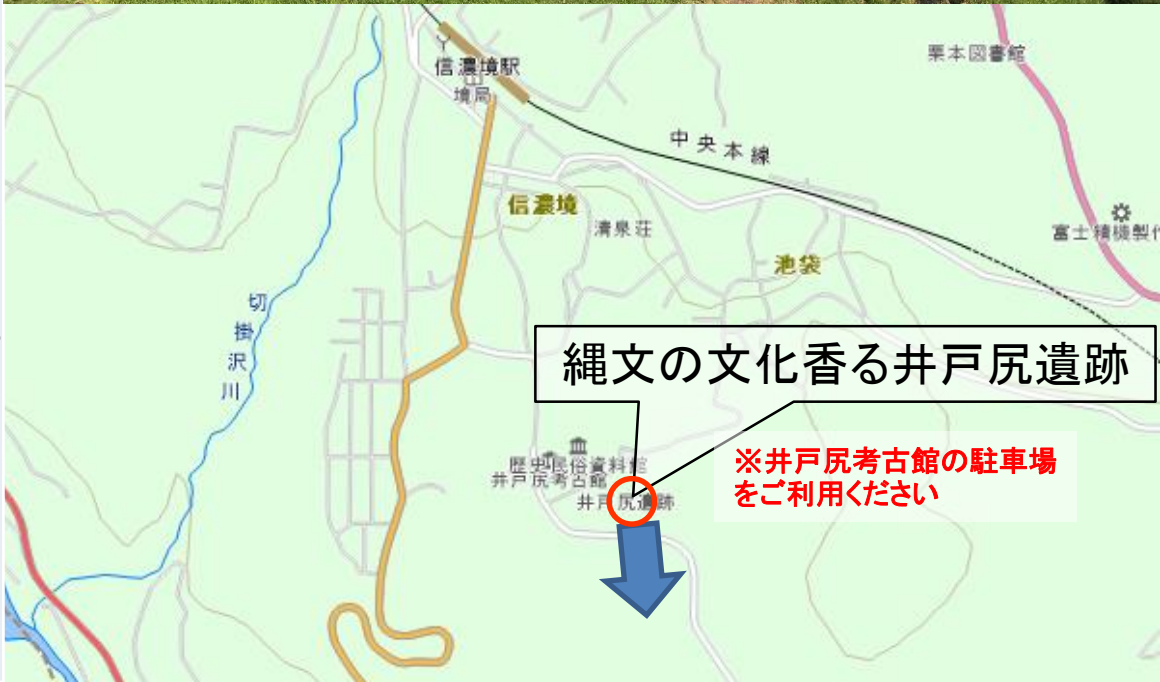 信濃境駅
境局
栗本図書館
中央本線
信濃境
清泉荘
富士精機製作
池袋
切掛沢川
縄文の文化香る井戸尻遺跡
※井戸尻考古館の駐車場
をご利用ください
歴史民俗資料館
井戸尻考古館
井戸尻遺跡